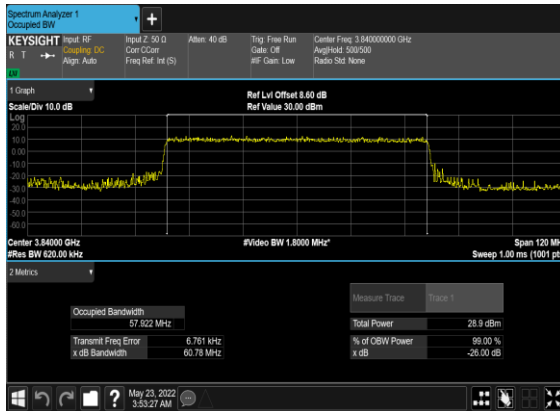 Spectrum Analyzer 1
Occupied BW
KEYSIGHT
R T
LXI
Input: RF
Coupling: DC
Align: Auto
Input Z: 50 Ω
Corr CCorr
Freq Ref: Int (S)
Atten: 40 dB
Trig: Free Run
Gate: Off
#IF Gain: Low
Center Freq: 3.840000000 GHz
Avg|Hold: 500/500
Radio Std: None
1 Graph
Scale/Div 10.0 dB
Ref Lvl Offset 8.60 dB
Ref Value 30.00 dBm
Log
20.0
10.0
0.00
-10.0
-20.0
-30.0
-40.0
-50.0
-60.0
Center 3.84000 GHz
#Res BW 620.00 kHz
#Video BW 1.8000 MHz*
Span 120 MH
Sweep 1.00 ms (1001 pt
2 Metrics
Measure Trace
Trace 1
Occupied Bandwidth
57.922 MHz
Total Power
28.9 dBm
Transmit Freq Error
6.761 kHz
% of OBW Power
99.00 %
x dB Bandwidth
60.78 MHz
x dB
-26.00 dB
May 23, 2022
3:53:27 AM